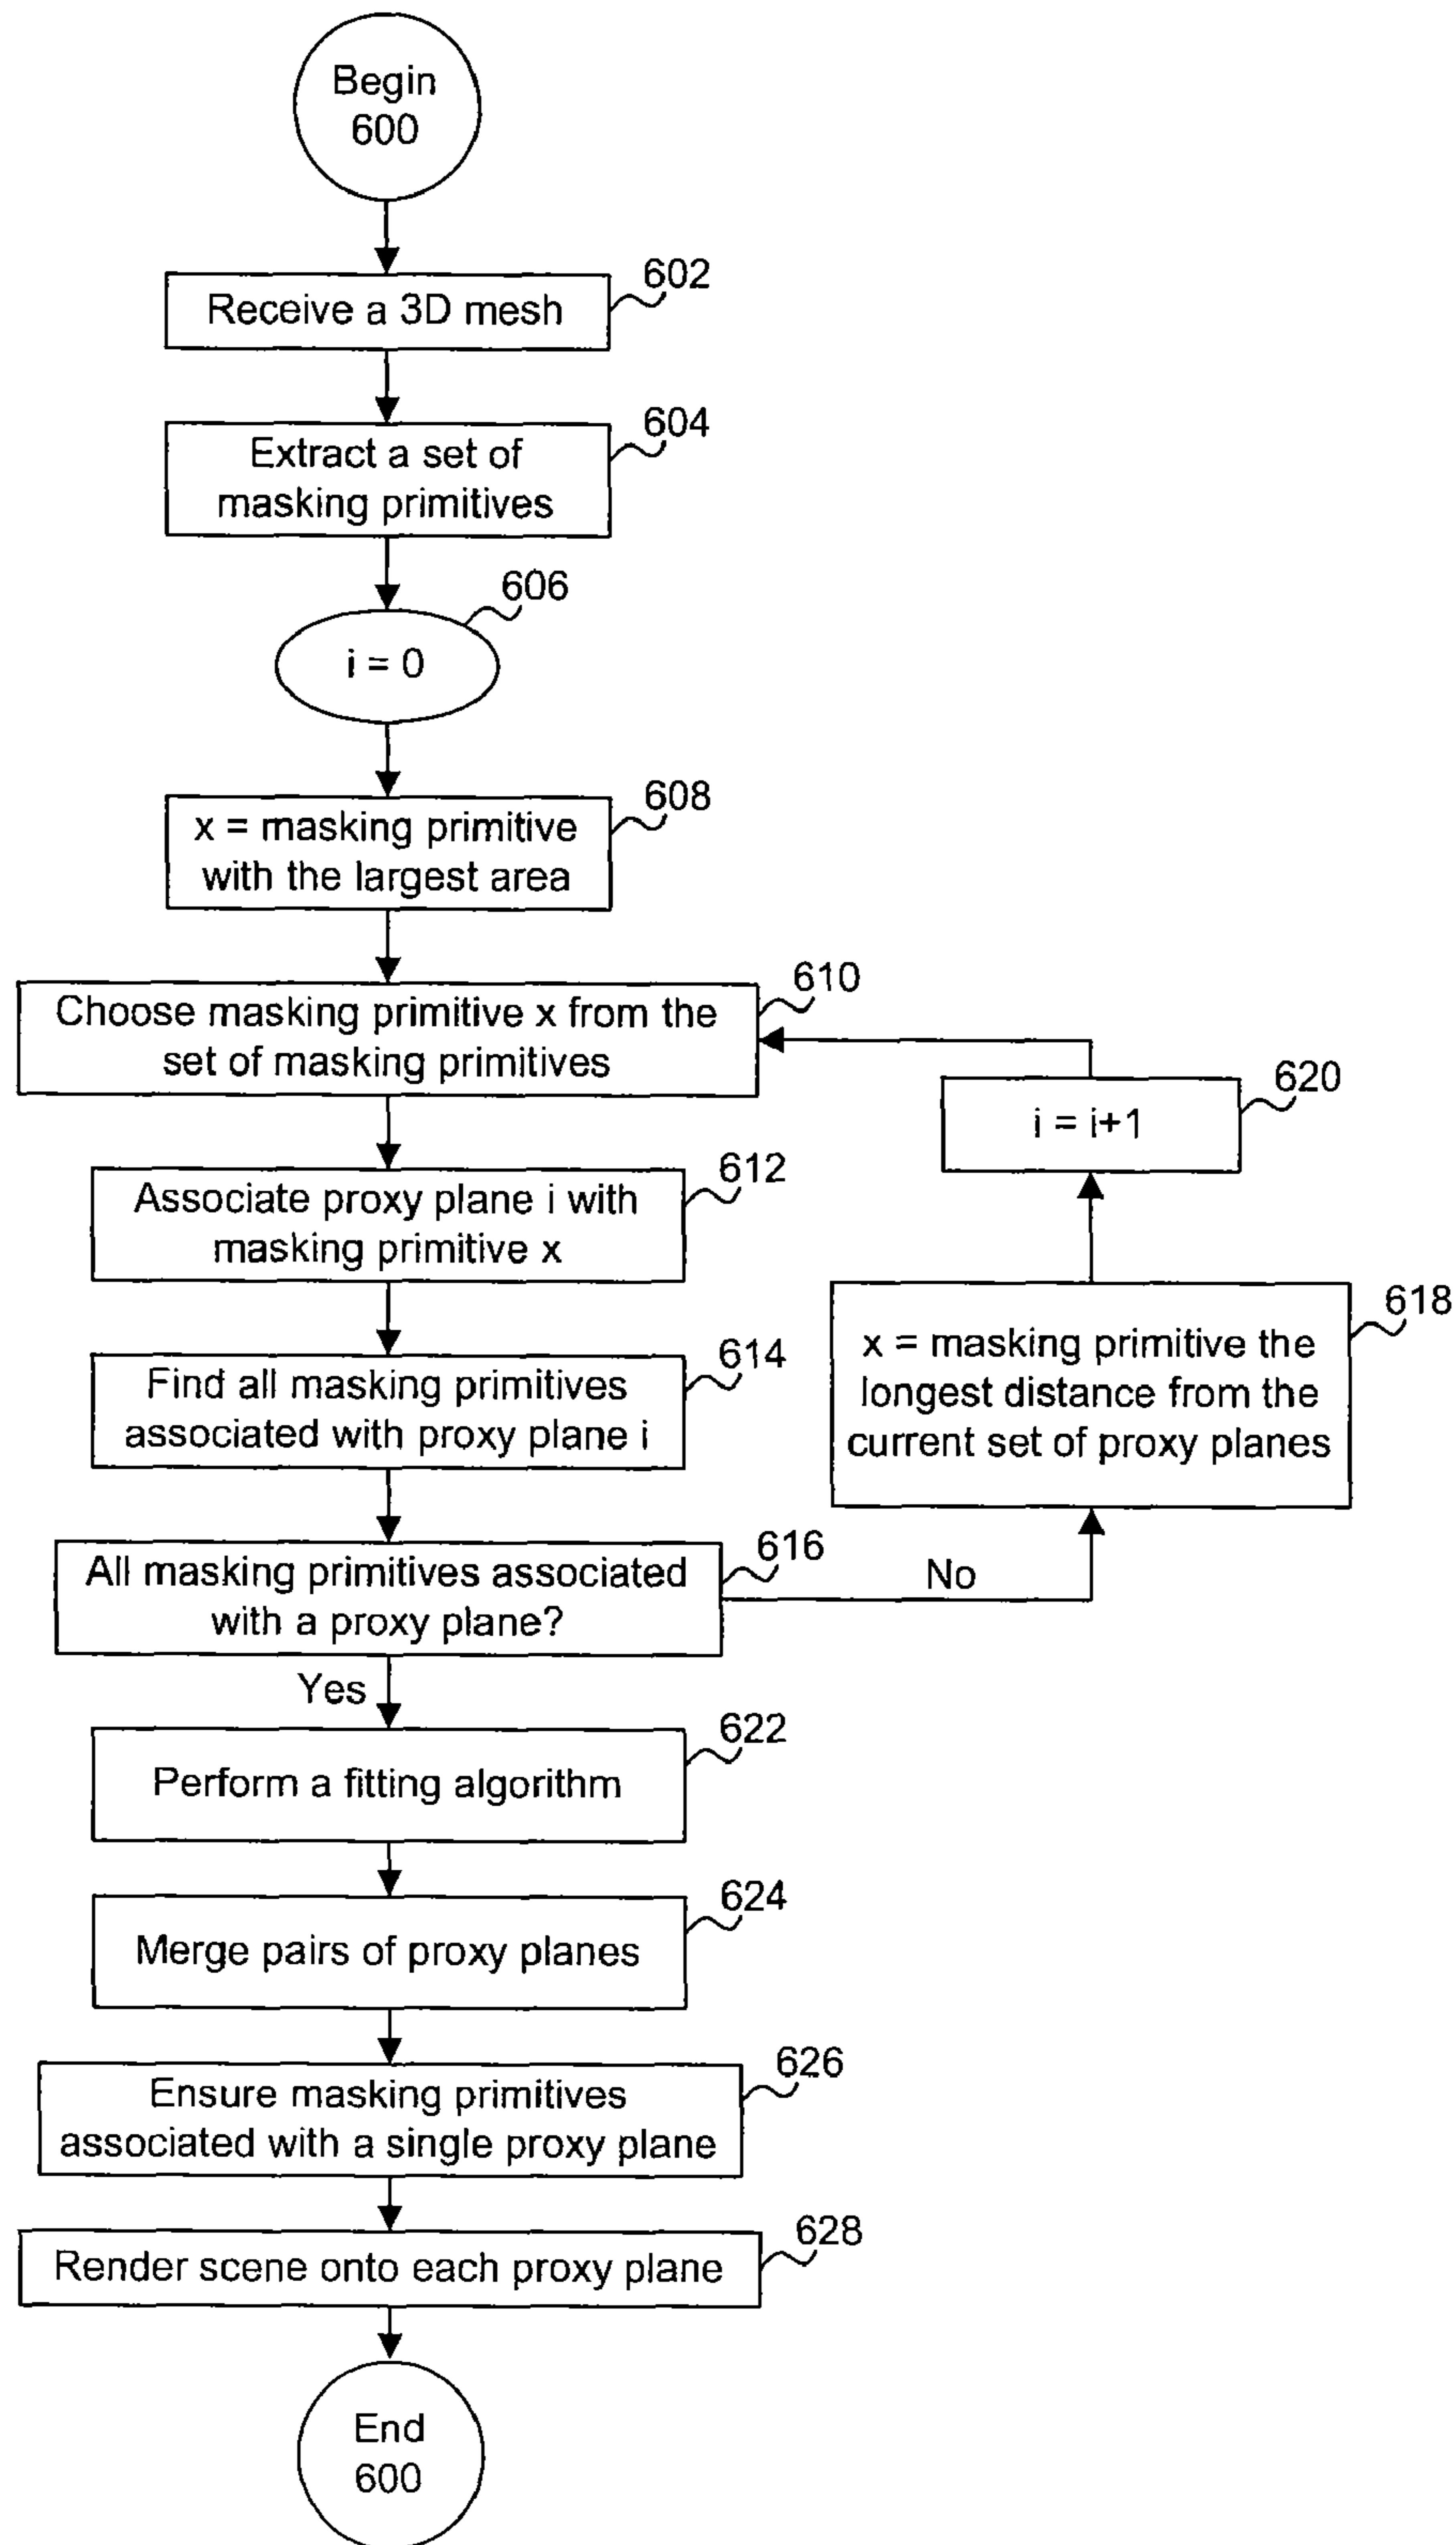 Begin
600
602
Receive a 3D mesh
604
Extract a set of
masking primitives
606
i = 0
608
x = masking primitive
with the largest area
610
Choose masking primitive x from the
set of masking primitives
620
i = i+1
612
Associate proxy plane i with
masking primitive x
618
x = masking primitive the
longest distance from the
current set of proxy planes
614
Find all masking primitives
associated with proxy plane i
616
All masking primitives associated
with a proxy plane?
No
Yes
622
Perform a fitting algorithm
624
Merge pairs of proxy planes
626
Ensure masking primitives
associated with a single proxy plane
628
Render scene onto each proxy plane
End
600